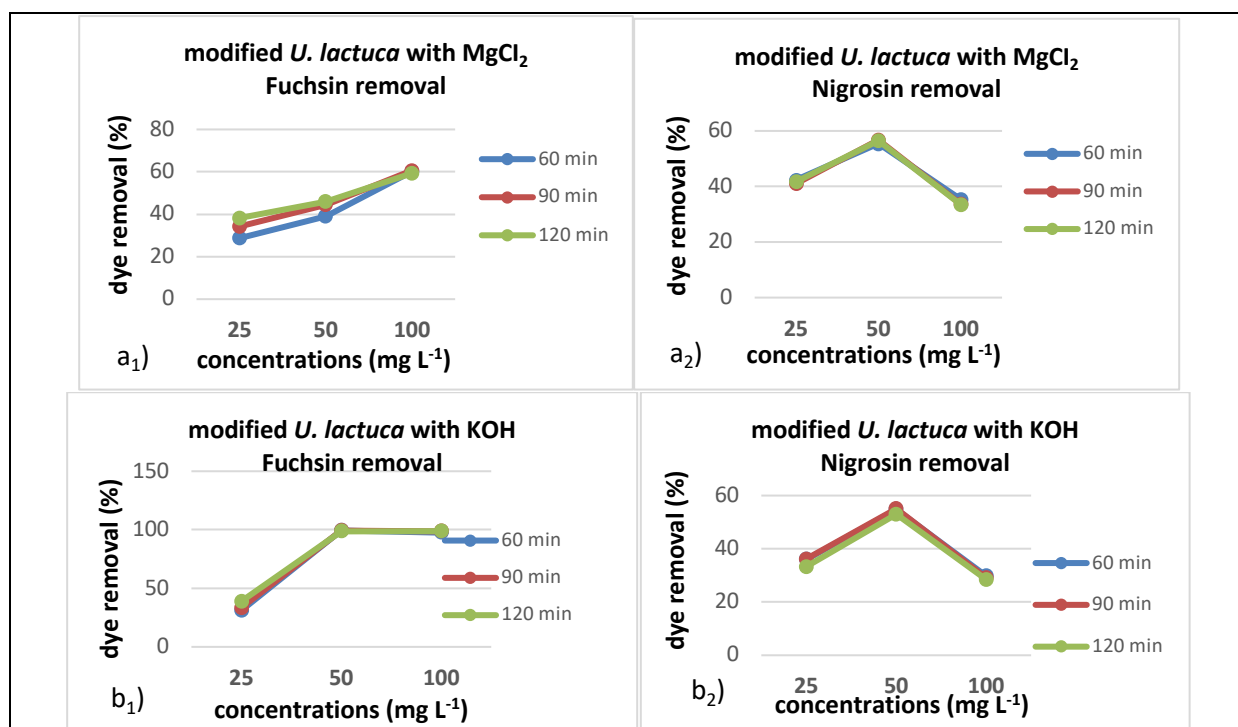 modified U. lactuca with MgCl₂
Fuchsin removal
dye removal (%)
80
60
40
20
0
25 50 100
concentrations (mg L⁻¹)
60 min
90 min
120 min
a₁)
modified U. lactuca with MgCl₂
Nigrosin removal
dye removal (%)
60
40
20
0
25 50 100
concentrations (mg L⁻¹)
60 min
90 min
120 min
a₂)
modified U. lactuca with KOH
Fuchsin removal
dye removal (%)
150
100
50
0
25 50 100
concentrations (mg L⁻¹)
60 min
90 min
120 min
b₁)
modified U. lactuca with KOH
Nigrosin removal
dye removal (%)
60
40
20
0
25 50 100
concentrations (mg L⁻¹)
60 min
90 min
120 min
b₂)